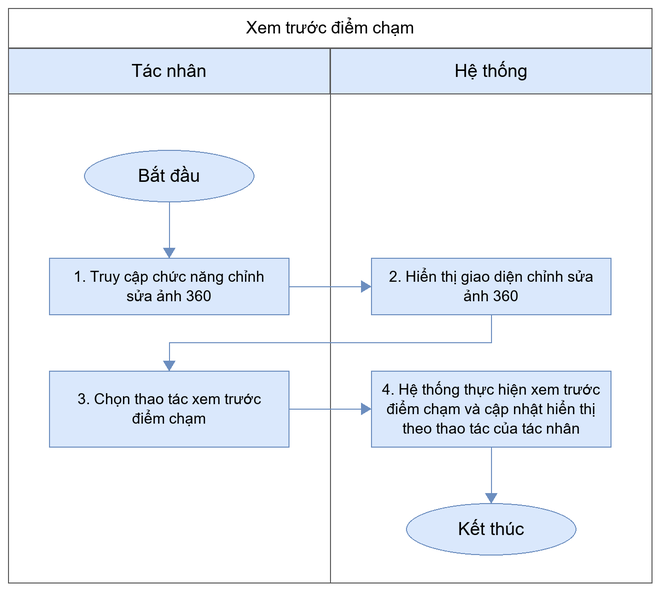 Xem trước điểm chạm
Tác nhân
Hệ thống
Bắt đầu
1. Truy cập chức năng chỉnh
sửa ảnh 360
2. Hiển thị giao diện chỉnh sửa
ảnh 360
3. Chọn thao tác xem trước
điểm chạm
4. Hệ thống thực hiện xem trước
điểm chạm và cập nhật hiển thị
theo thao tác của tác nhân
Kết thúc